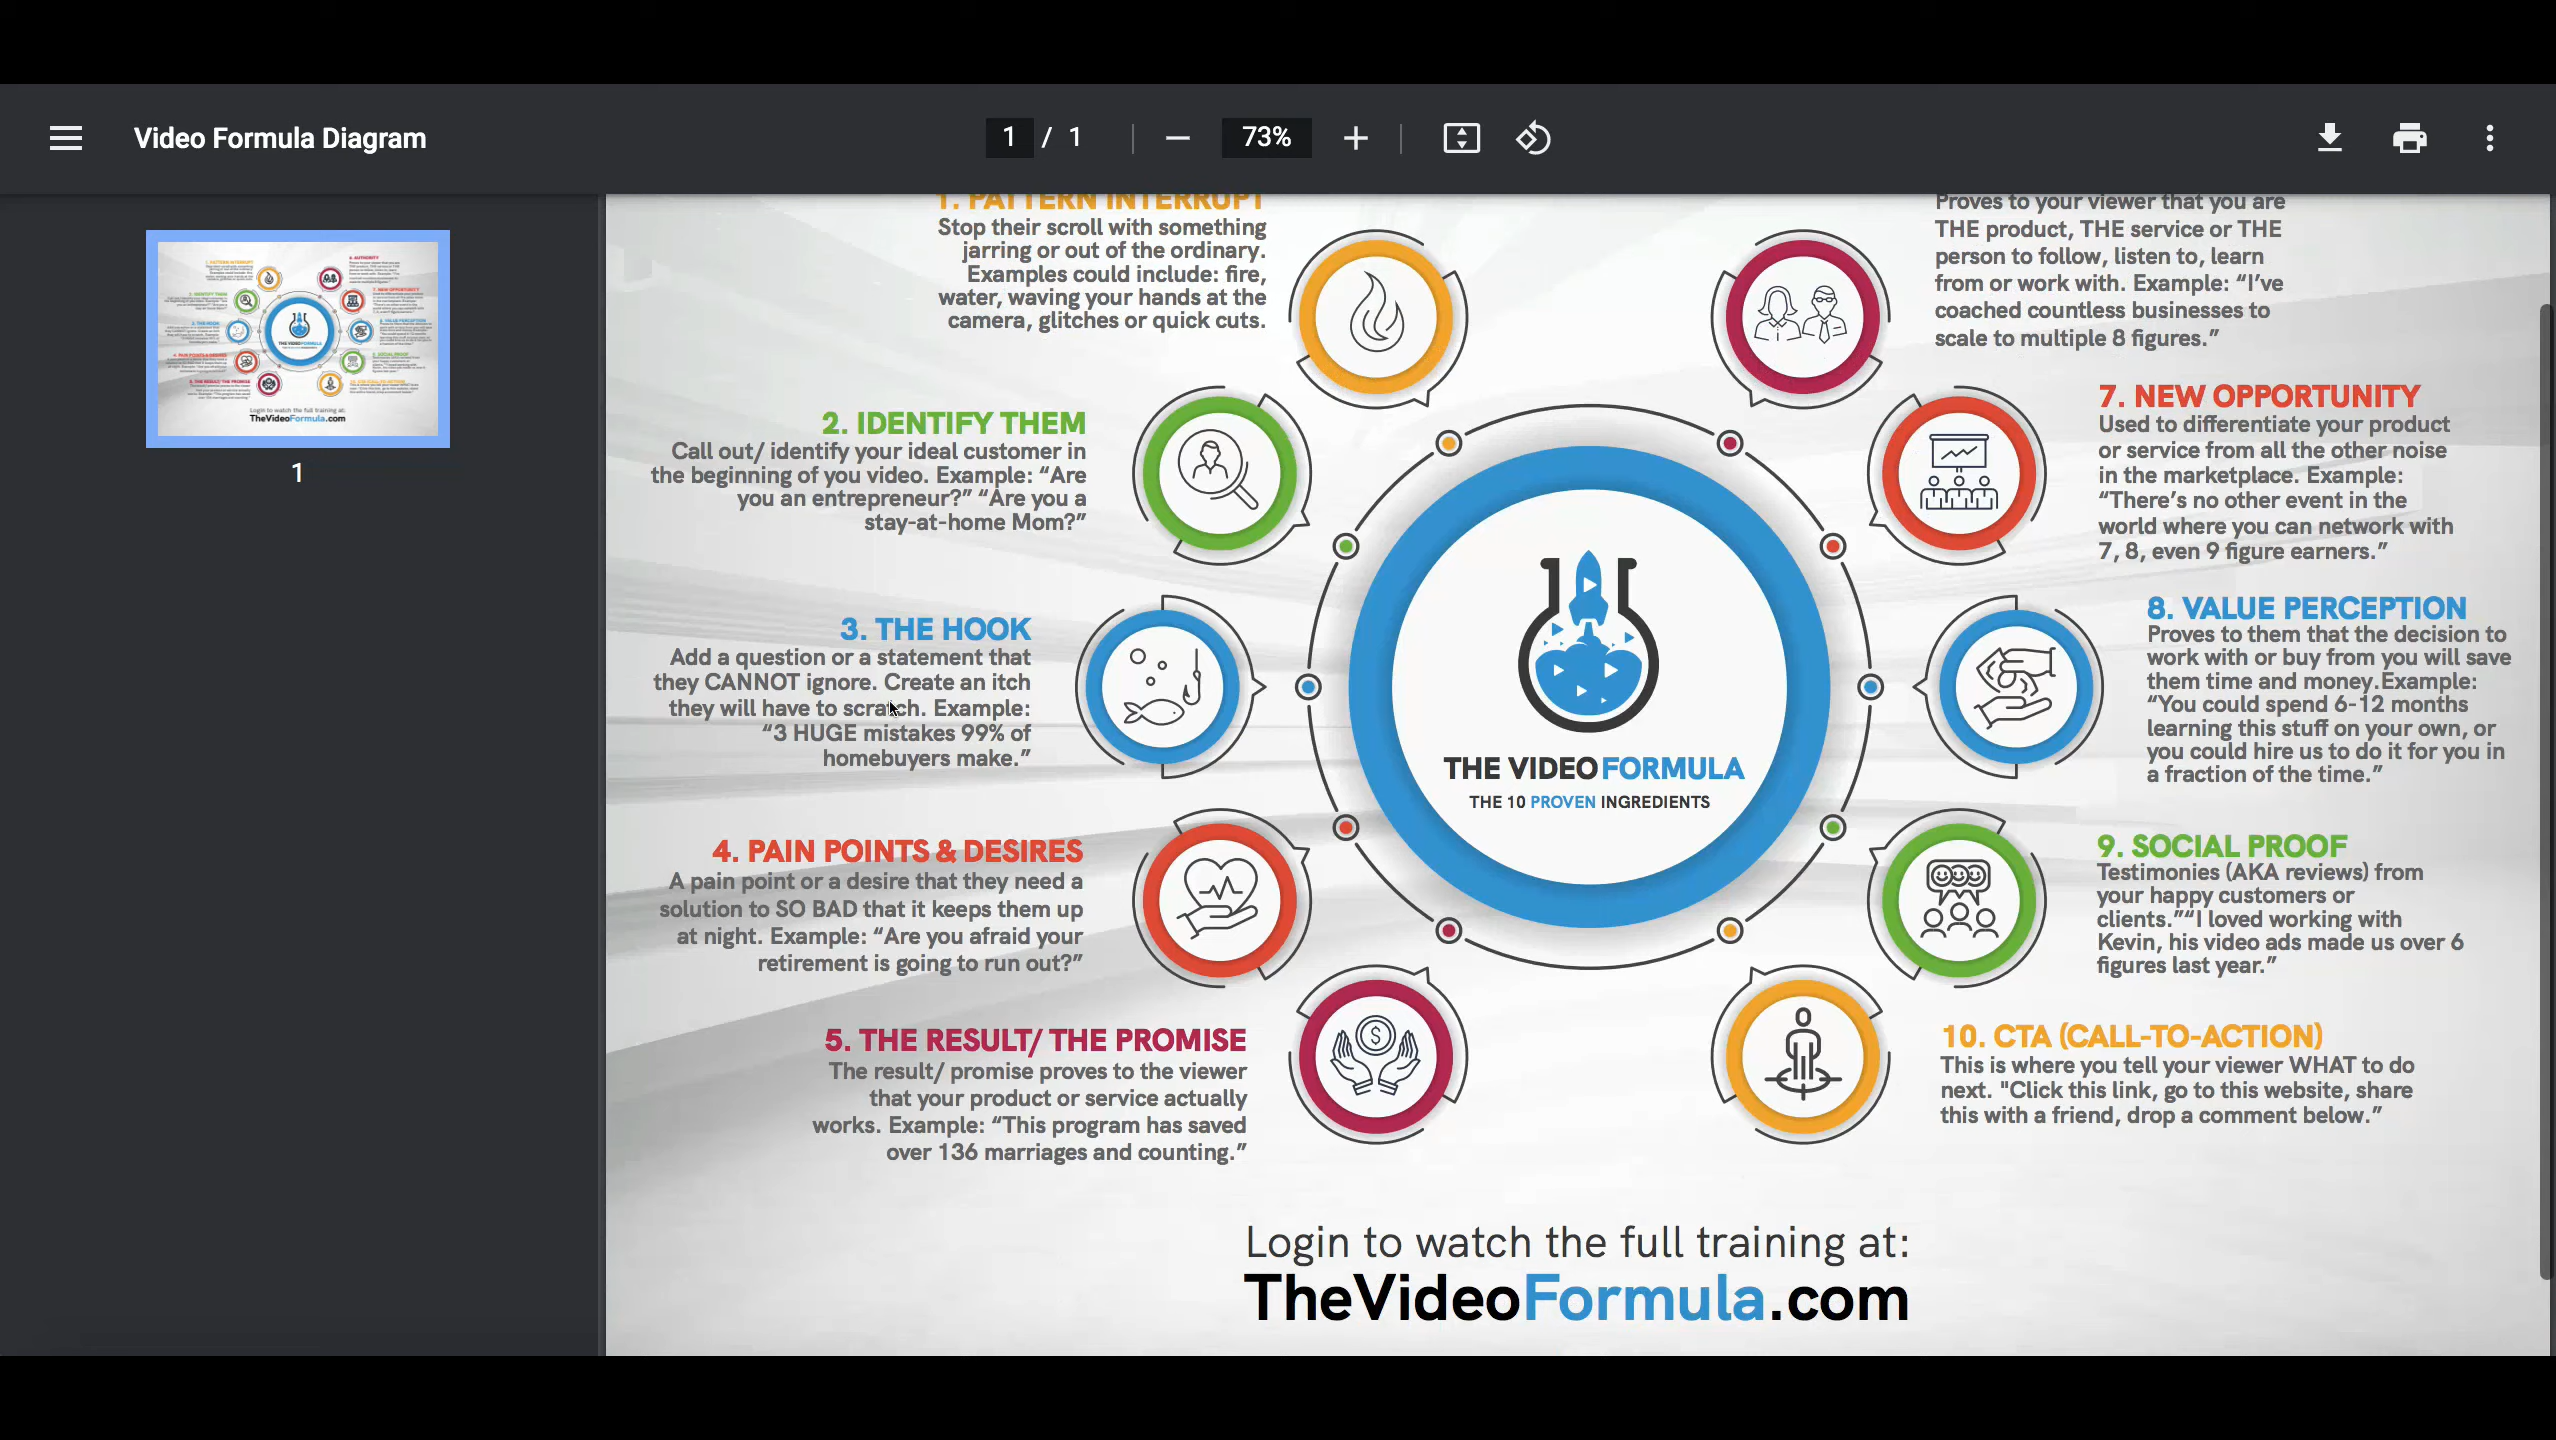 Video Formula Diagram
1 / 1
73%
1
1. PATTERN INTERRUPT
Stop their scroll with something
jarring or out of the ordinary.
Examples could include: fire,
water, waving your hands at the
camera, glitches or quick cuts.
2. IDENTIFY THEM
Call out/ identify your ideal customer in
the beginning of you video. Example: “Are
you an entrepreneur?” “Are you a
stay-at-home Mom?”
3. THE HOOK
Add a question or a statement that
they CANNOT ignore. Create an itch
they will have to scratch. Example:
“3 HUGE mistakes 99% of
homebuyers make.”
4. PAIN POINTS & DESIRES
A pain point or a desire that they need a
solution to SO BAD that it keeps them up
at night. Example: “Are you afraid your
retirement is going to run out?”
5. THE RESULT/ THE PROMISE
The result/ promise proves to the viewer
that your product or service actually
works. Example: “This program has saved
over 136 marriages and counting.”
THE VIDEOFORMULA
THE 10 PROVEN INGREDIENTS
Proves to your viewer that you are
THE product, THE service or THE
person to follow, listen to, learn
from or work with. Example: “I’ve
coached countless businesses to
scale to multiple 8 figures.”
7. NEW OPPORTUNITY
Used to differentiate your product
or service from all the other noise
in the marketplace. Example:
“There’s no other event in the
world where you can network with
7, 8, even 9 figure earners.”
8. VALUE PERCEPTION
Proves to them that the decision to
work with or buy from you will save
them time and money.Example:
“You could spend 6-12 months
learning this stuff on your own, or
you could hire us to do it for you in
a fraction of the time.”
9. SOCIAL PROOF
Testimonies (AKA reviews) from
your happy customers or
clients.”“I loved working with
Kevin, his video ads made us over 6
figures last year.”
10. CTA (CALL-TO-ACTION)
This is where you tell your viewer WHAT to do
next. "Click this link, go to this website, share
this with a friend, drop a comment below.”
Login to watch the full training at:
TheVideoFormula.com